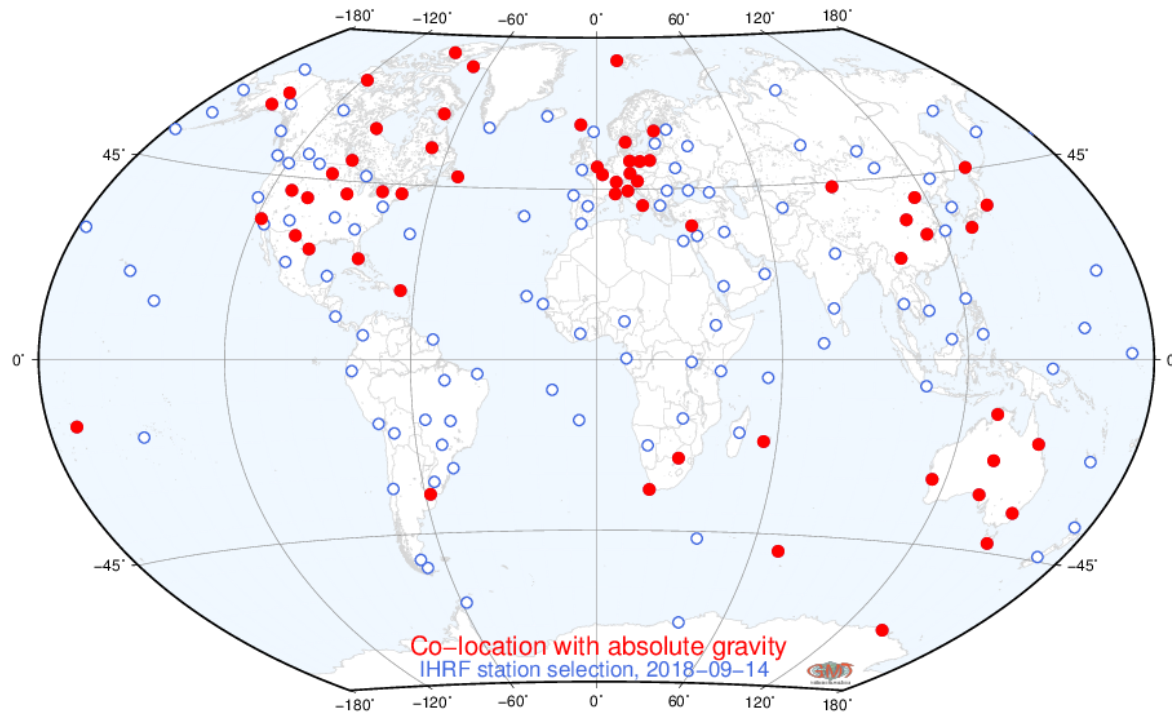 −180˚ −120˚ −60˚ 0˚ 60˚ 120˚ 180˚
45˚ 45˚
0˚ 0
−45˚ −45˚
Co−location with absolute gravity
IHRF station selection, 2018−09−14
GMT
−180˚ −120˚ −60˚ 0˚ 60˚ 120˚ 180˚